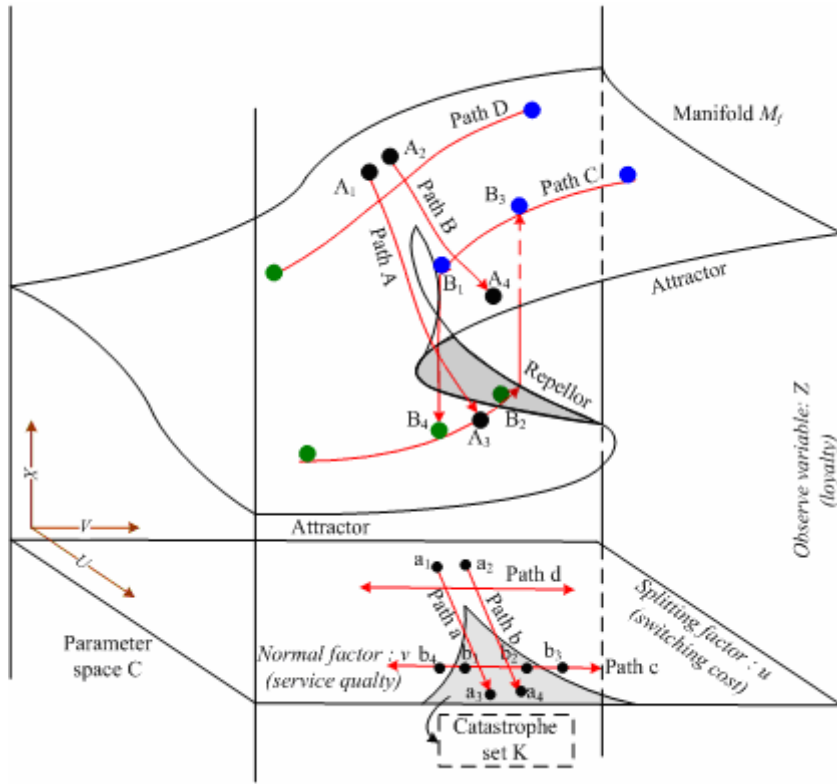 Path D
Manifold M_f
A₂
A₁
Path C
B₃
Path B
Path A
B₁
A₄
Attractor
Repellor
B₄
B₂
A₃
Observe variable: Z
(loyalty)
X
V
U
Attractor
a₁
a₂
Path d
Path a
Path b
Splitting factor : u
(switching cost)
Parameter
space C
Normal factor : v
(service qualty)
b₄
b₂
b₃
Path c
a₃
a₄
Catastrophe
set K